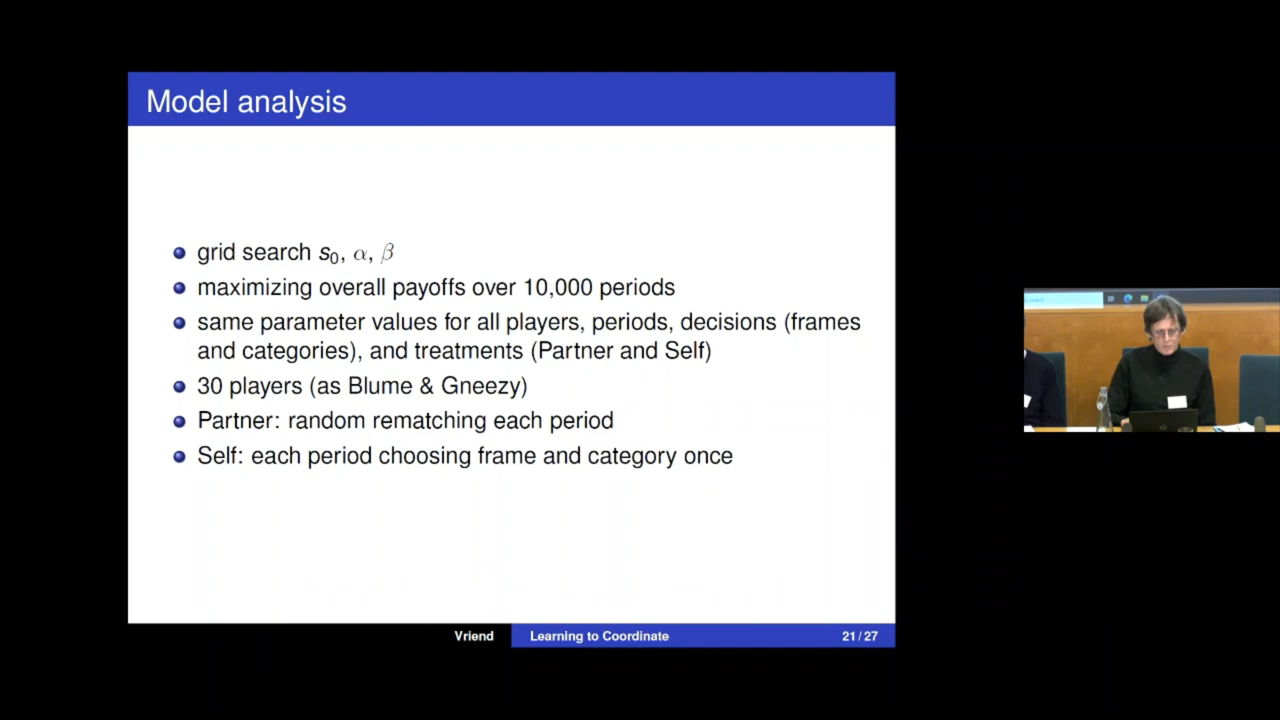 Model analysis
grid search s₀, α, β
maximizing overall payoffs over 10,000 periods
same parameter values for all players, periods, decisions (frames
and categories), and treatments (Partner and Self)
30 players (as Blume & Gneezy)
Partner: random rematching each period
Self: each period choosing frame and category once
Vriend
Learning to Coordinate
21/27